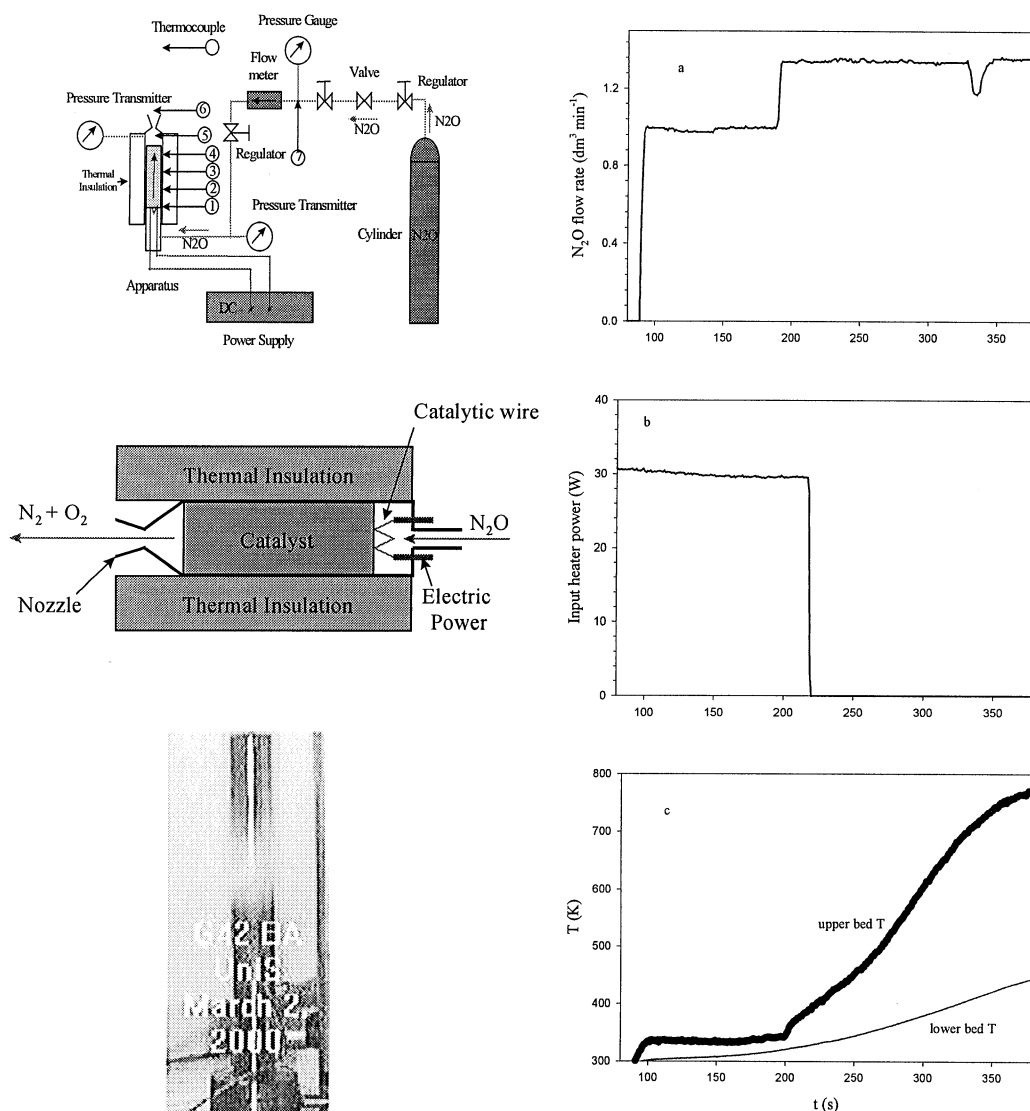 Pressure Gauge
Thermocouple
Flow
meter
Valve
Regulator
Pressure Transmitter
6
N2O
N2O
5
4
Regulator
7
3
Thermal
Insulation
2
1
Pressure Transmitter
N2O
Cylinder
N2O
Apparatus
DC
Power Supply
Catalytic wire
Thermal Insulation
N₂ + O₂
N₂O
Catalyst
Nozzle
Thermal Insulation
Electric
Power
G42 EA
UniS
March 2,
2000
a
N₂O flow rate (dm³ min⁻¹)
1.2
0.8
0.4
0.0
100 150 200 250 300 350
b
Input heater power (W)
40
30
20
10
0
100 150 200 250 300 350
c
T (K)
800
700
600
500
400
300
upper bed T
lower bed T
100 150 200 250 300 350
t (s)